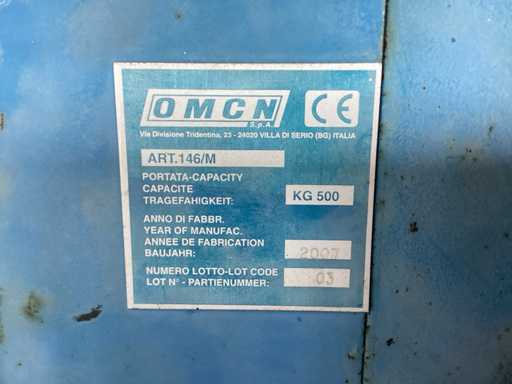 OMCN
S.p.A.
CE
Via Divisione Tridentina, 23 - 24020 VILLA DI SERIO (BG) ITALIA
ART.146/M
PORTATA-CAPACITY
CAPACITE
TRAGEFAHIGKEIT: KG 500
ANNO DI FABBR.
YEAR OF MANUFAC.
ANNEE DE FABRICATION
BAUJAHR: 2007
NUMERO LOTTO-LOT CODE
LOT N° - PARTIENUMMER: 03